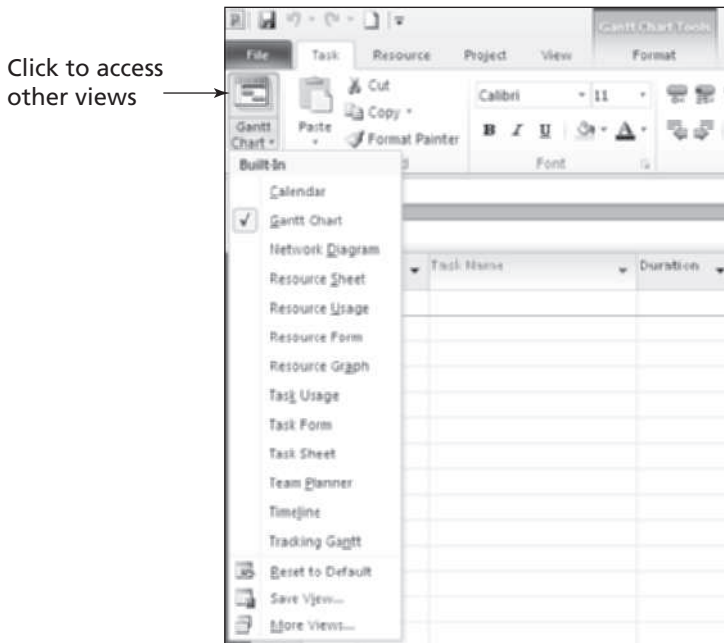 Click to access
other views
Gantt Chart Tools
File Task Resource Project View Format
Cut
Copy
Format Painter
Paste
Gantt
Chart
Calibri 11
B I U A
Font
Built-In
Calendar
Gantt Chart
Network Diagram
Resource Sheet
Resource Usage
Resource Form
Resource Graph
Task Usage
Task Form
Task Sheet
Team Planner
Timeline
Tracking Gantt
Reset to Default
Save View...
More Views...
Task Name Duration